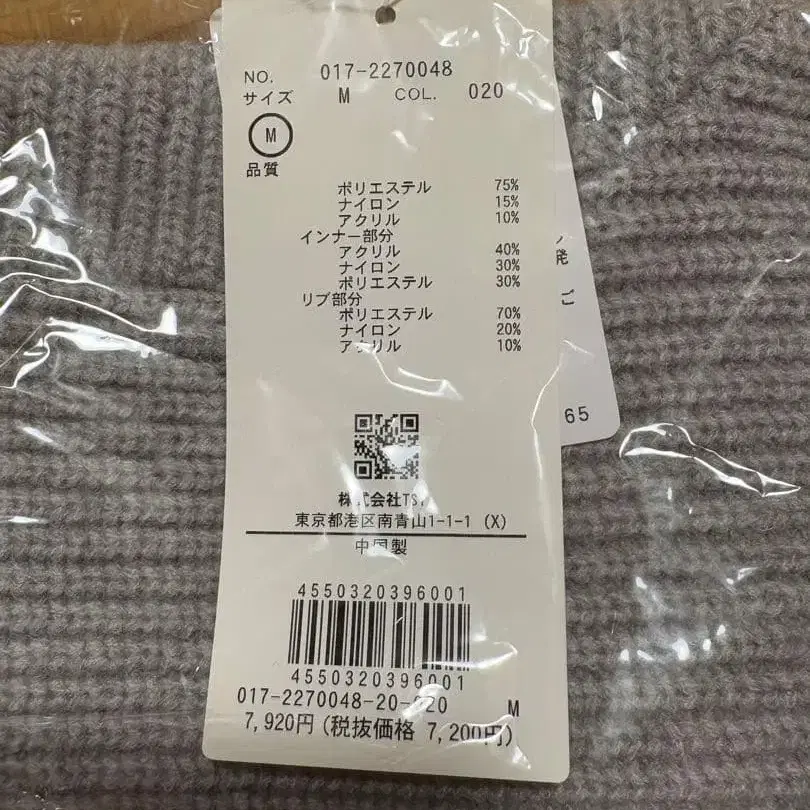 NO. 017-2270048
サイズ M COL. 020
M
品質
ポリエステル 75%
ナイロン 15%
アクリル 10%
インナー部分
アクリル 40%
ナイロン 30%
ポリエステル 30%
リブ部分
ポリエステル 70%
ナイロン 20%
アクリル 10%
株式会社TSI
東京都港区南青山1-1-1 (X)
中国製
4550320396001
4550320396001
017-2270048-20-020 M
7,920円(税抜価格 7,200円)
発
ご
65